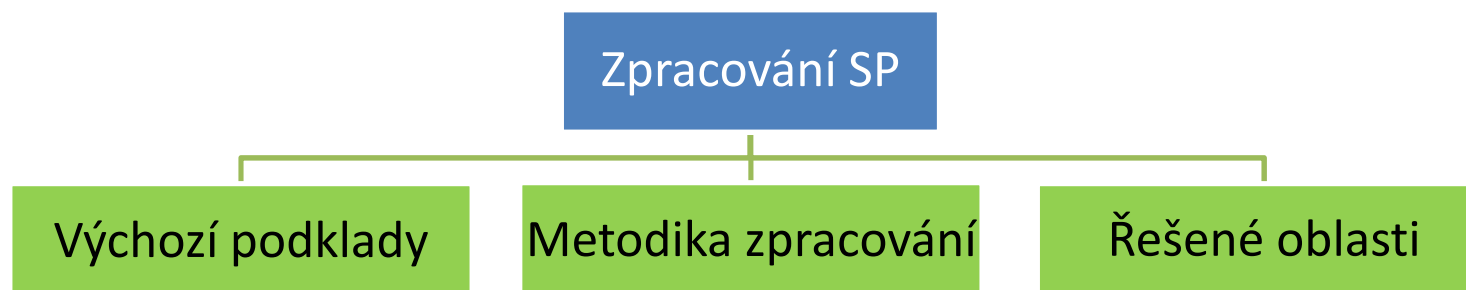 Zpracování SP
Výchozí podklady
Metodika zpracování
Řešené oblasti